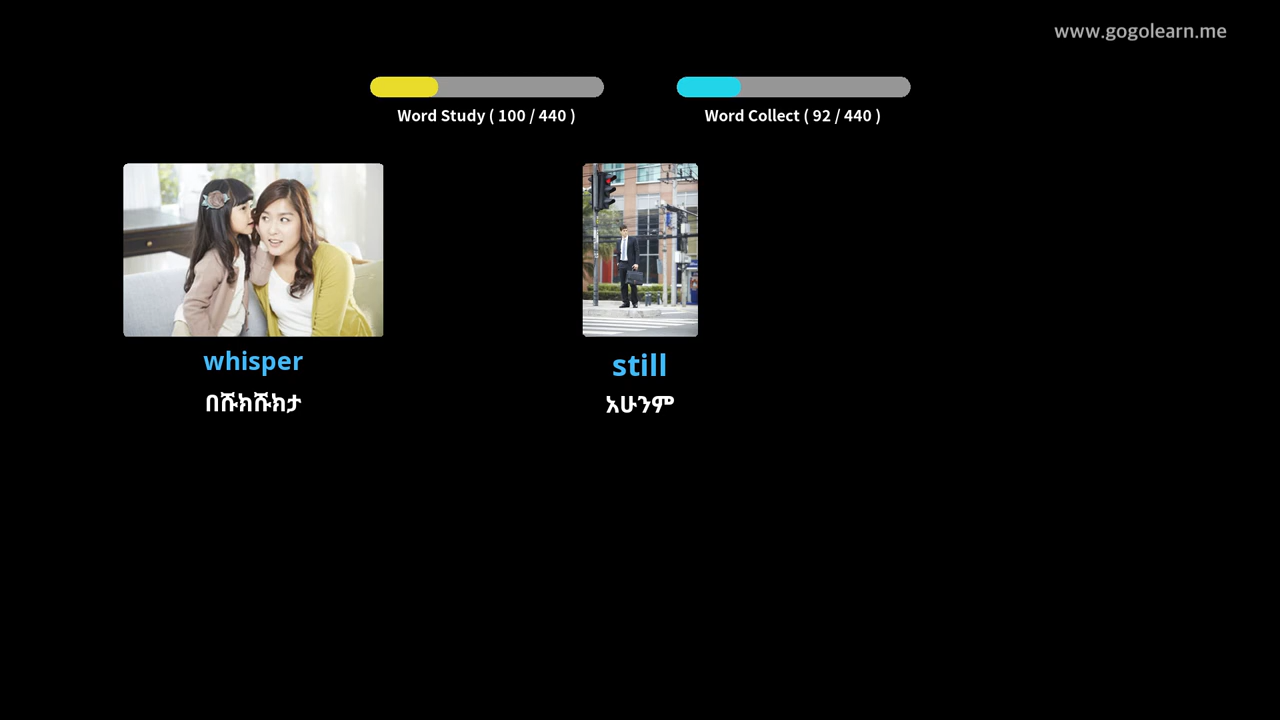 www.gogolearn.me
Word Study ( 100 / 440 )
Word Collect ( 92 / 440 )
whisper
በሹክሹክታ
still
አሁንም